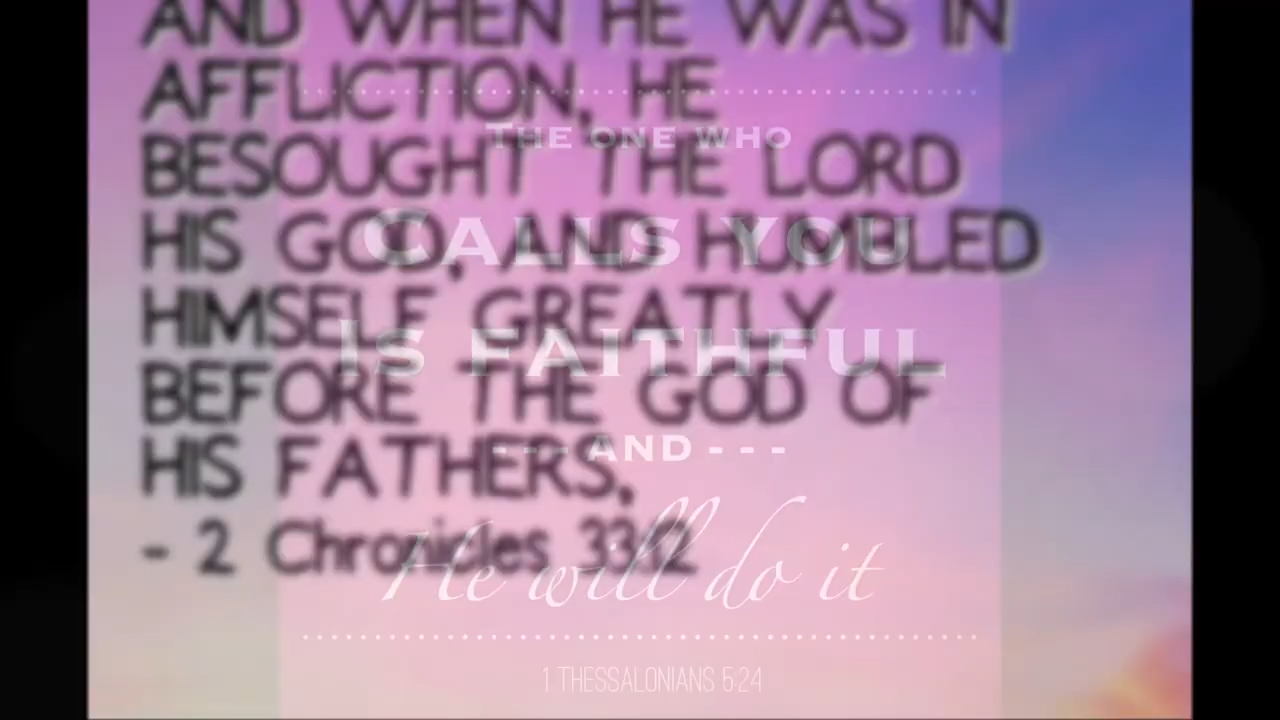 AND WHEN HE WAS IN
AFFLICTION, HE
BESOUGHT THE LORD
HIS GOD, AND HUMBLED
HIMSELF GREATLY
BEFORE THE GOD OF
HIS FATHERS,
- 2 Chronicles 33:12
THE ONE WHO
CALLS YOU
IS FAITHFUL
--- AND ---
He will do it
1 THESSALONIANS 5:24